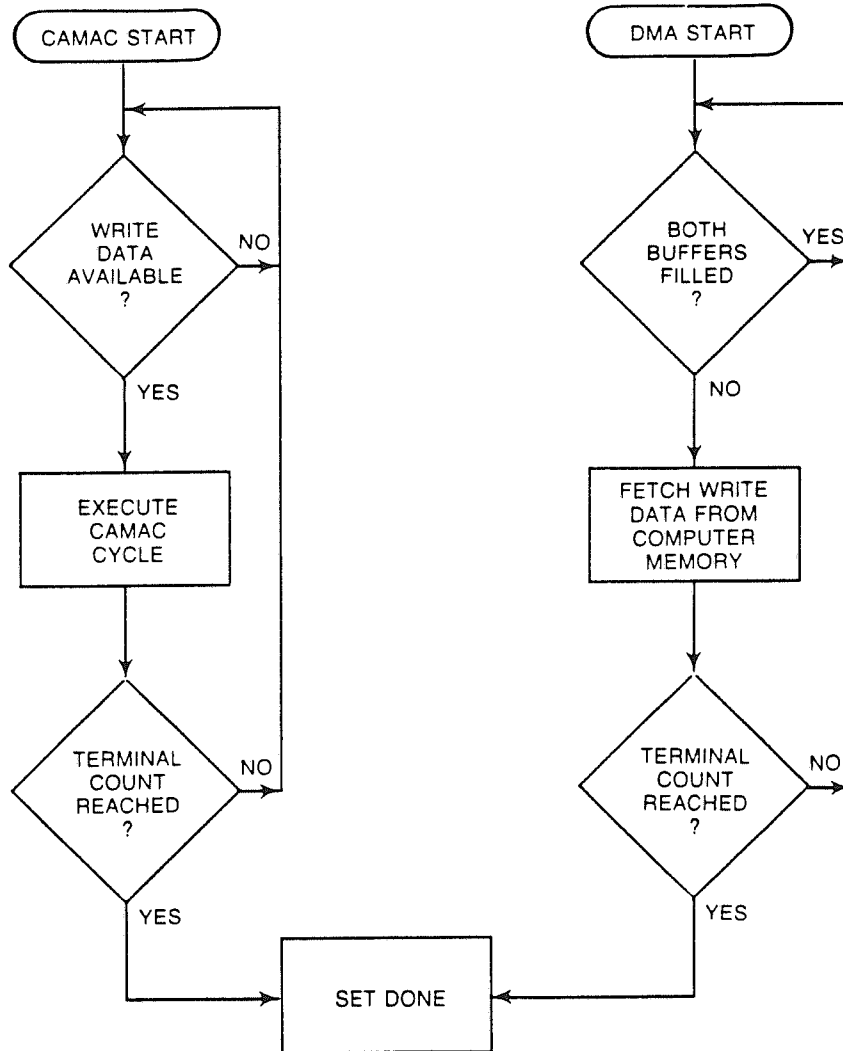 CAMAC START
WRITE
DATA
AVAILABLE
?
NO
YES
EXECUTE
CAMAC
CYCLE
TERMINAL
COUNT
REACHED
?
NO
YES
DMA START
BOTH
BUFFERS
FILLED
?
YES
NO
FETCH WRITE
DATA FROM
COMPUTER
MEMORY
TERMINAL
COUNT
REACHED
?
NO
YES
SET DONE